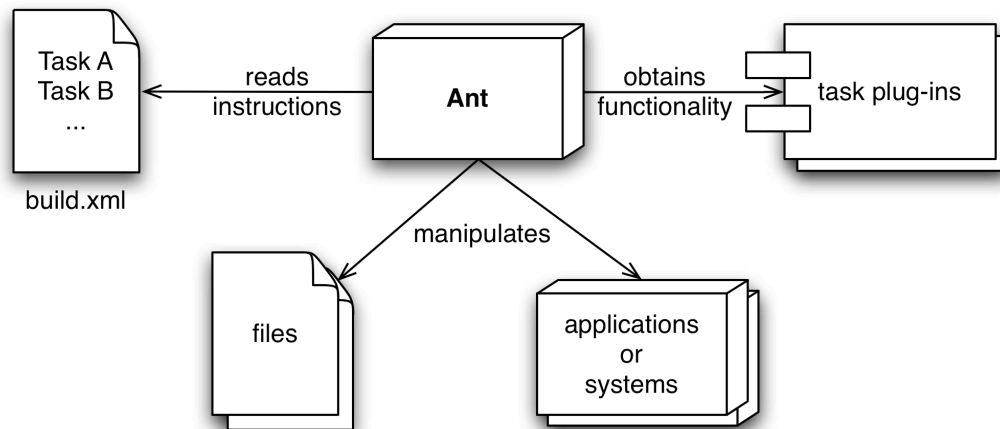 Task A
Task B
...
build.xml
reads
instructions
Ant
obtains
functionality
task plug-ins
manipulates
files
applications
or
systems